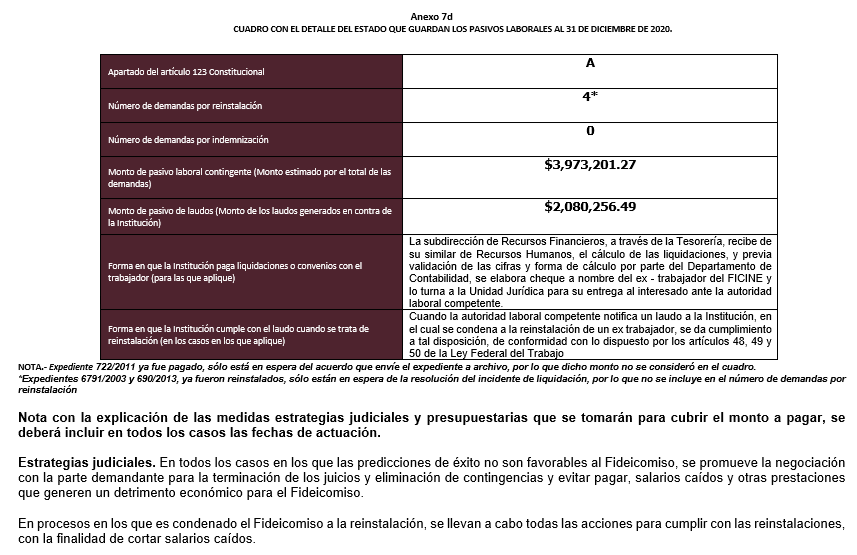 Anexo 7d
CUADRO CON EL DETALLE DEL ESTADO QUE GUARDAN LOS PASIVOS LABORALES AL 31 DE DICIEMBRE DE 2020.
Apartado del artículo 123 Constitucional
A
Número de demandas por reinstalación
4*
Número de demandas por indemnización
0
Monto de pasivo laboral contingente (Monto estimado por el total de las
demandas)
$3,973,201.27
Monto de pasivo de laudos (Monto de los laudos generados en contra de
la Institución)
$2,080,256.49
Forma en que la Institución paga liquidaciones o convenios con el
trabajador (para las que aplique)
La subdirección de Recursos Financieros, a través de la Tesorería, recibe de
su similar de Recursos Humanos, el cálculo de las liquidaciones, y previa
validación de las cifras y forma de cálculo por parte del Departamento de
Contabilidad, se elabora cheque a nombre del ex - trabajador del FICINE y
lo turna a la Unidad Jurídica para su entrega al interesado ante la autoridad
laboral competente.
Forma en que la Institución cumple con el laudo cuando se trata de
reinstalación (en los casos en los que aplique)
Cuando la autoridad laboral competente notifica un laudo a la Institución, en
el cual se condena a la reinstalación de un ex trabajador, se da cumplimiento
a tal disposición, de conformidad con lo dispuesto por los artículos 48, 49 y
50 de la Ley Federal del Trabajo
NOTA.- Expediente 722/2011 ya fue pagado, sólo está en espera del acuerdo que envíe el expediente a archivo, por lo que dicho monto no se consideró en el cuadro.
*Expedientes 6791/2003 y 690/2013, ya fueron reinstalados, sólo están en espera de la resolución del incidente de liquidación, por lo que no se incluye en el número de demandas por
reinstalación
Nota con la explicación de las medidas estrategias judiciales y presupuestarias que se tomarán para cubrir el monto a pagar, se
deberá incluir en todos los casos las fechas de actuación.
Estrategias judiciales. En todos los casos en los que las predicciones de éxito no son favorables al Fideicomiso, se promueve la negociación
con la parte demandante para la terminación de los juicios y eliminación de contingencias y evitar pagar, salarios caídos y otras prestaciones
que generen un detrimento económico para el Fideicomiso.
En procesos en los que es condenado el Fideicomiso a la reinstalación, se llevan a cabo todas las acciones para cumplir con las reinstalaciones,
con la finalidad de cortar salarios caídos.